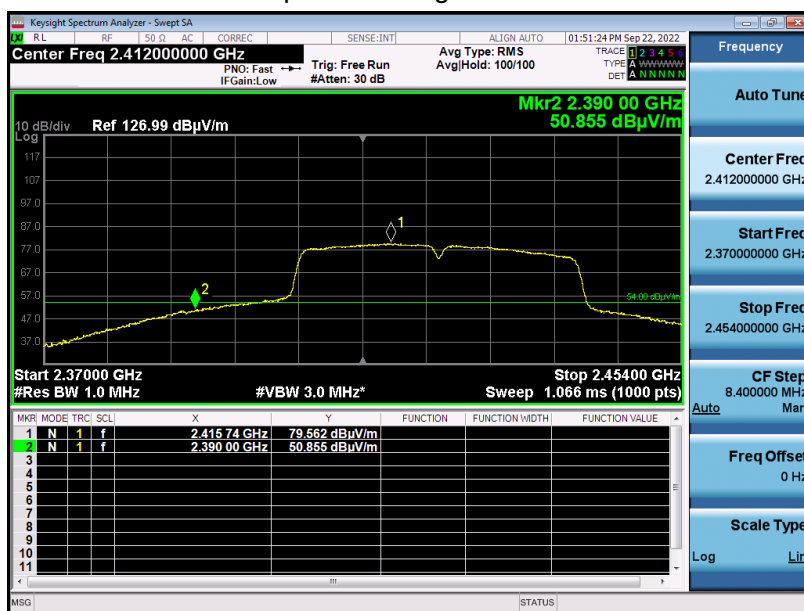 Keysight Spectrum Analyzer - Swept SA
LXI RL RF 50 Ω AC CORREC SENSE:INT ALIGN AUTO 01:51:24 PM Sep 22, 2022
Center Freq 2.412000000 GHz
PNO: Fast
IFGain:Low
Trig: Free Run
#Atten: 30 dB
Avg Type: RMS
Avg|Hold: 100/100
TRACE 1 2 3 4 5 6
TYPE A WWWWW
DET A N N N N N
Mkr2 2.390 00 GHz
50.855 dBµV/m
10 dB/div Ref 126.99 dBµV/m
Log
117
107
97.0
87.0
77.0
67.0
57.0
47.0
37.0
1
2
54.00 dBµV/m
Start 2.37000 GHz Stop 2.45400 GHz
#Res BW 1.0 MHz #VBW 3.0 MHz* Sweep 1.066 ms (1000 pts)
MKR MODE TRC SCL X Y FUNCTION FUNCTION WIDTH FUNCTION VALUE
1 N 1 f 2.415 74 GHz 79.562 dBµV/m
2 N 1 f 2.390 00 GHz 50.855 dBµV/m
3
4
5
6
7
8
9
10
11
MSG STATUS
Frequency
Auto Tune
Center Freq
2.412000000 GHz
Start Freq
2.370000000 GHz
Stop Freq
2.454000000 GHz
CF Step
8.400000 MHz
Auto Man
Freq Offset
0 Hz
Scale Type
Log Lin